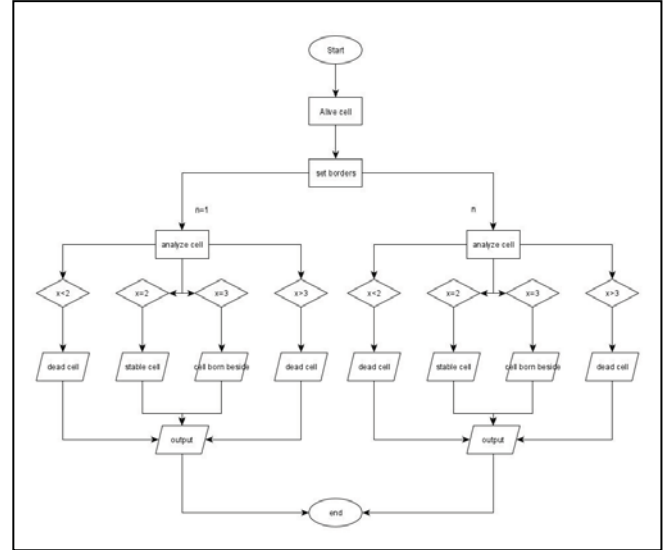 Start
Alive cell
set borders
n=1
n
analyze cell
analyze cell
x<2
x=2
x=3
x>3
x<2
x=2
x=3
x>3
dead cell
stable cell
cell born beside
dead cell
dead cell
stable cell
cell born beside
dead cell
output
output
end